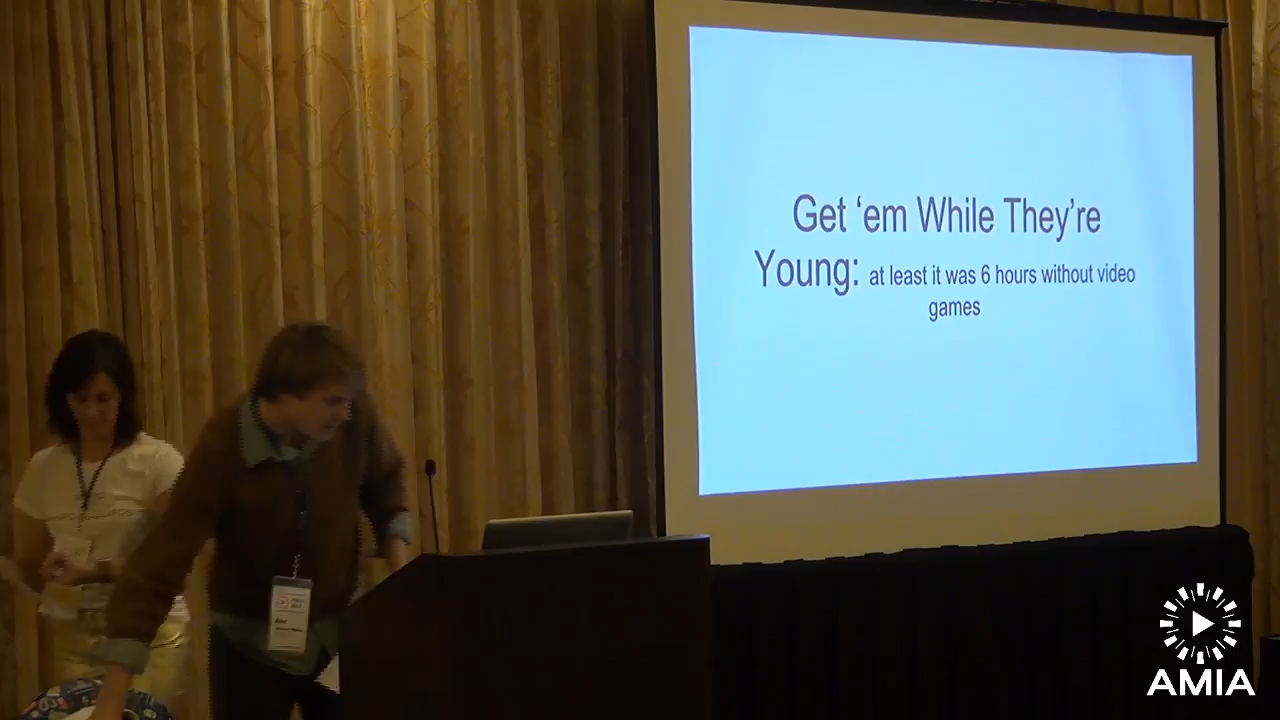 Get ‘em While They’re
Young: at least it was 6 hours without video
games
AMIA